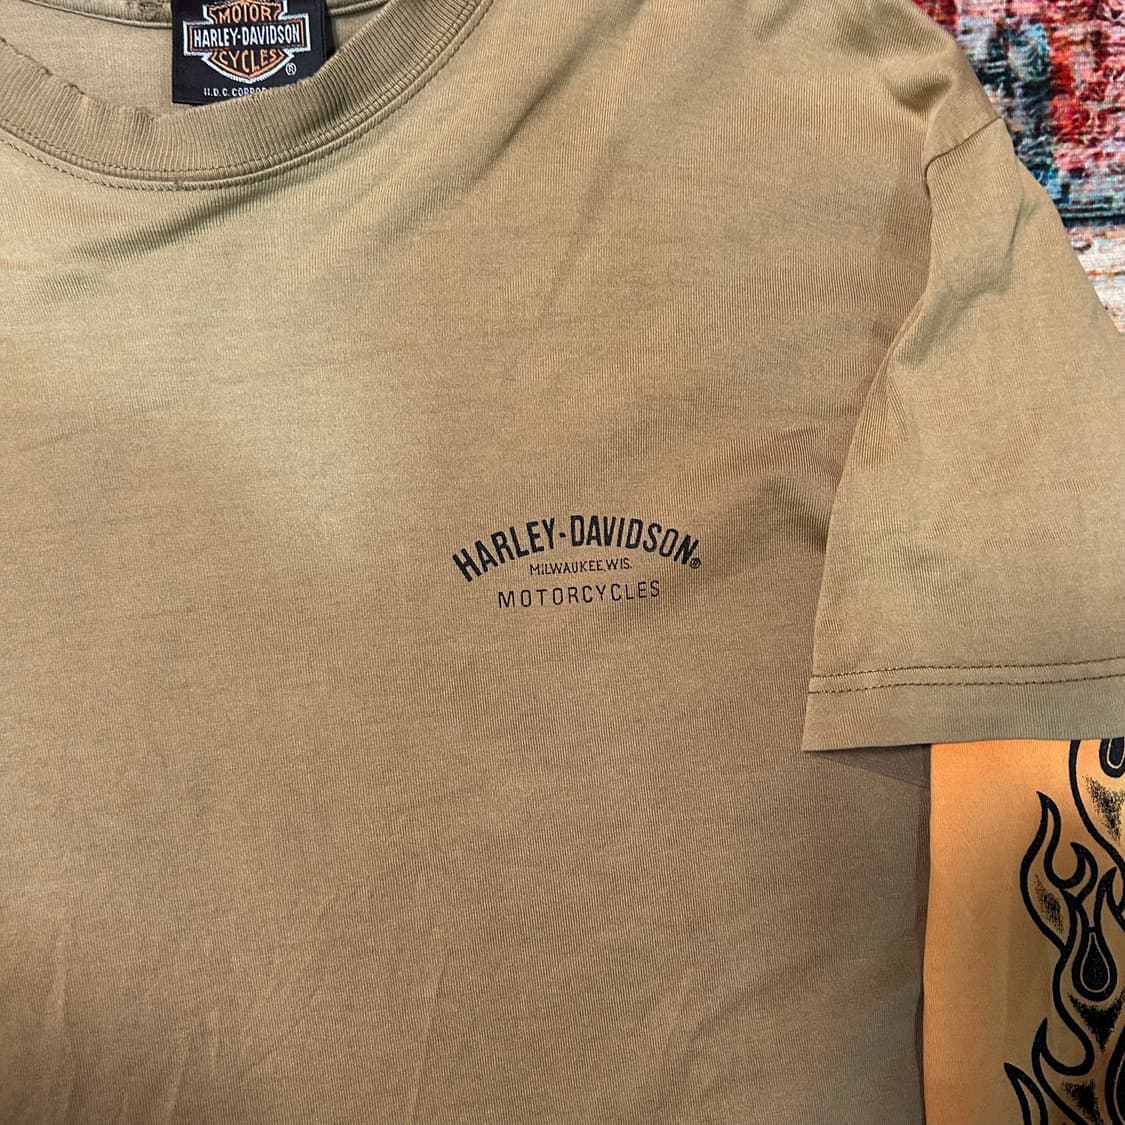 MOTOR
HARLEY-DAVIDSON
CYCLES
®
HARLEY-DAVIDSON®
MILWAUKEE, WIS.
MOTORCYCLES